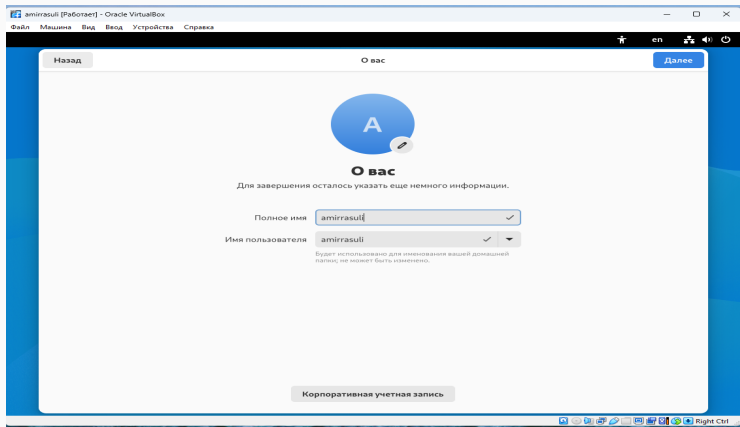 amirrasuli [Работает] - Oracle VirtualBox
Файл Машина Вид Ввод Устройства Справка
en
Назад О вас Далее
A
О вас
Для завершения осталось указать еще немного информации.
Полное имя amirrasuli
Имя пользователя amirrasuli
Будет использовано для именования вашей домашней
папки; не может быть изменено.
Корпоративная учетная запись
Right Ctrl